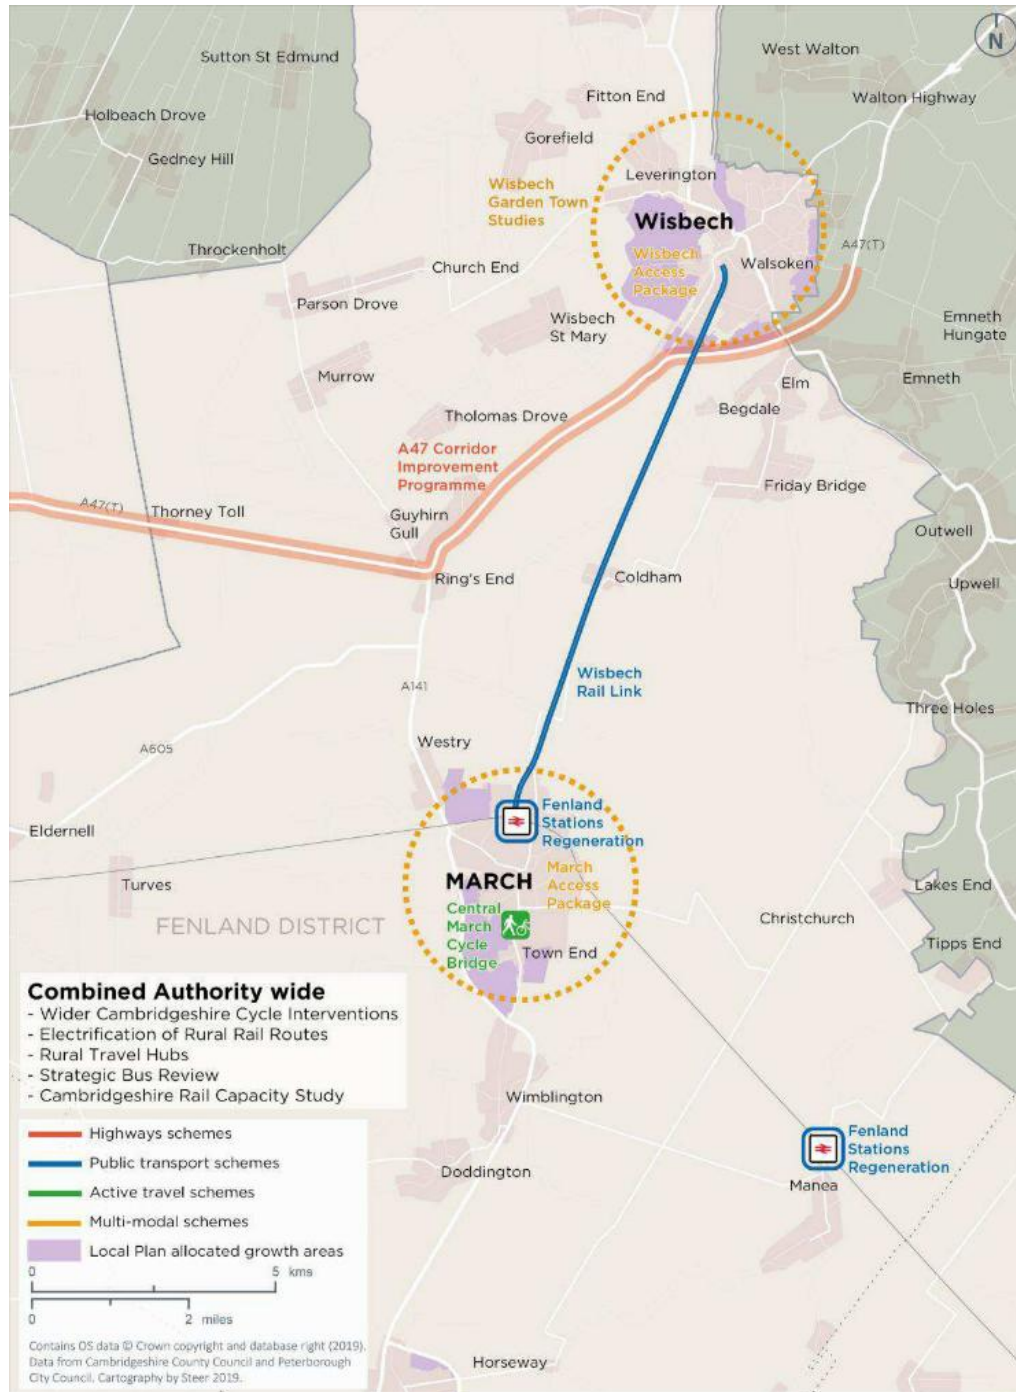 N
West Walton
Sutton St Edmund
Walton Highway
Fitton End
Holbeach Drove
Gorefield
Gedney Hill
Leverington
Wisbech
Garden Town
Studies
Wisbech
Throckenholt
A47(T)
Wisbech
Access
Package
Walsoken
Church End
Parson Drove
Wisbech
St Mary
Emneth
Hungate
Murrow
Elm
Emneth
Begdale
Tholomas Drove
A47 Corridor
Improvement
Programme
Friday Bridge
A47(T)
Thorney Toll
Guyhirn
Gull
Outwell
Ring's End
Coldham
Upwell
Wisbech
Rail Link
A141
Three Holes
Westry
A605
Fenland
Stations
Regeneration
Eldernell
MARCH
March
Access
Package
Turves
Lakes End
Central
March
Cycle
Bridge
Christchurch
FENLAND DISTRICT
Tipps End
Town End
Combined Authority wide
- Wider Cambridgeshire Cycle Interventions
- Electrification of Rural Rail Routes
- Rural Travel Hubs
- Strategic Bus Review
- Cambridgeshire Rail Capacity Study
Wimblington
Highways schemes
Public transport schemes
Active travel schemes
Multi-modal schemes
Local Plan allocated growth areas
Fenland
Stations
Regeneration
Doddington
Manea
0 5 kms
0 2 miles
Contains OS data © Crown copyright and database right (2019).
Data from Cambridgeshire County Council and Peterborough
City Council. Cartography by Steer 2019.
Horseway